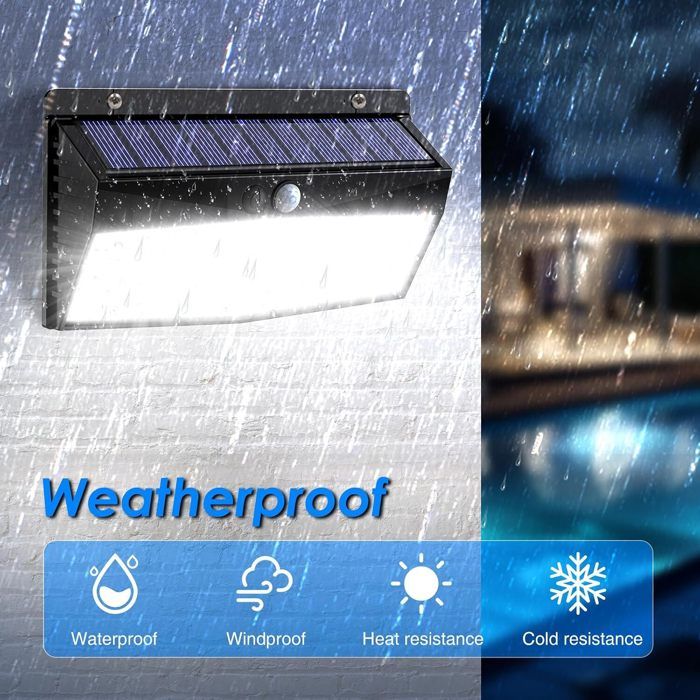 Weatherproof
Waterproof
Windproof
Heat resistance
Cold resistance